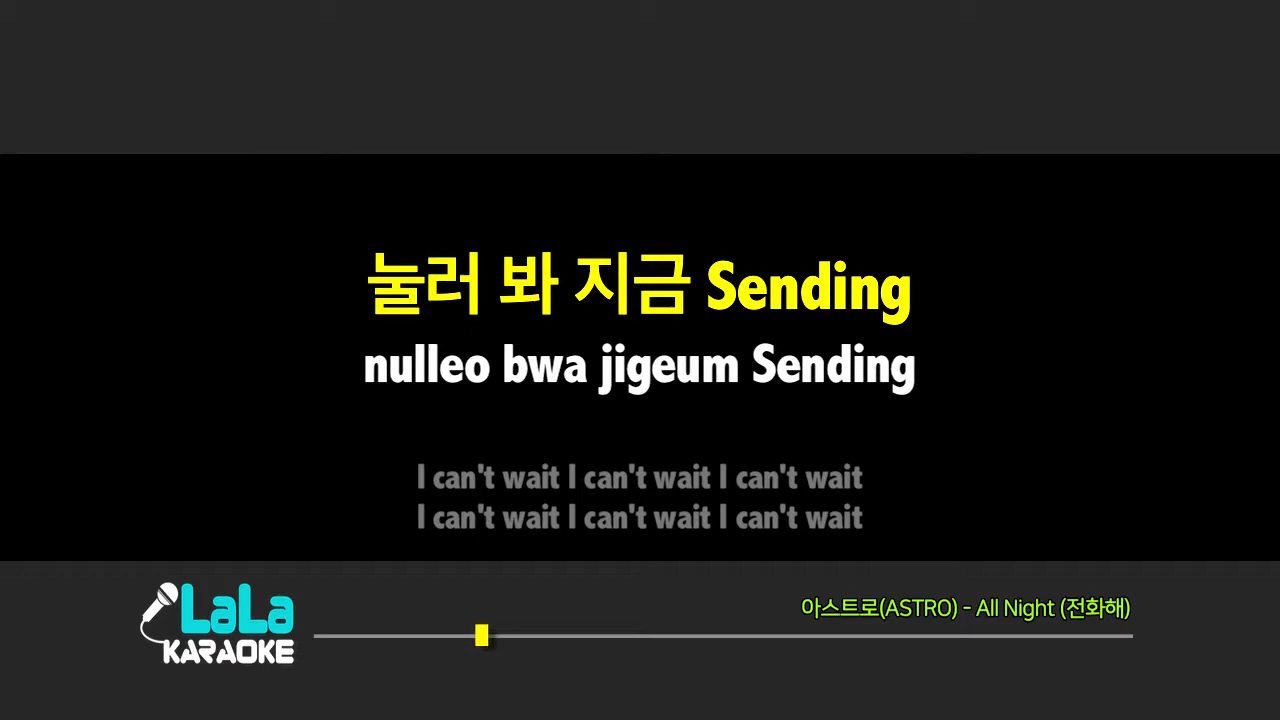 눌러 봐 지금 Sending
nulleo bwa jigeum Sending
I can't wait I can't wait I can't wait
I can't wait I can't wait I can't wait
아스트로(ASTRO) - All Night (전화해)
LaLa
KARAOKE